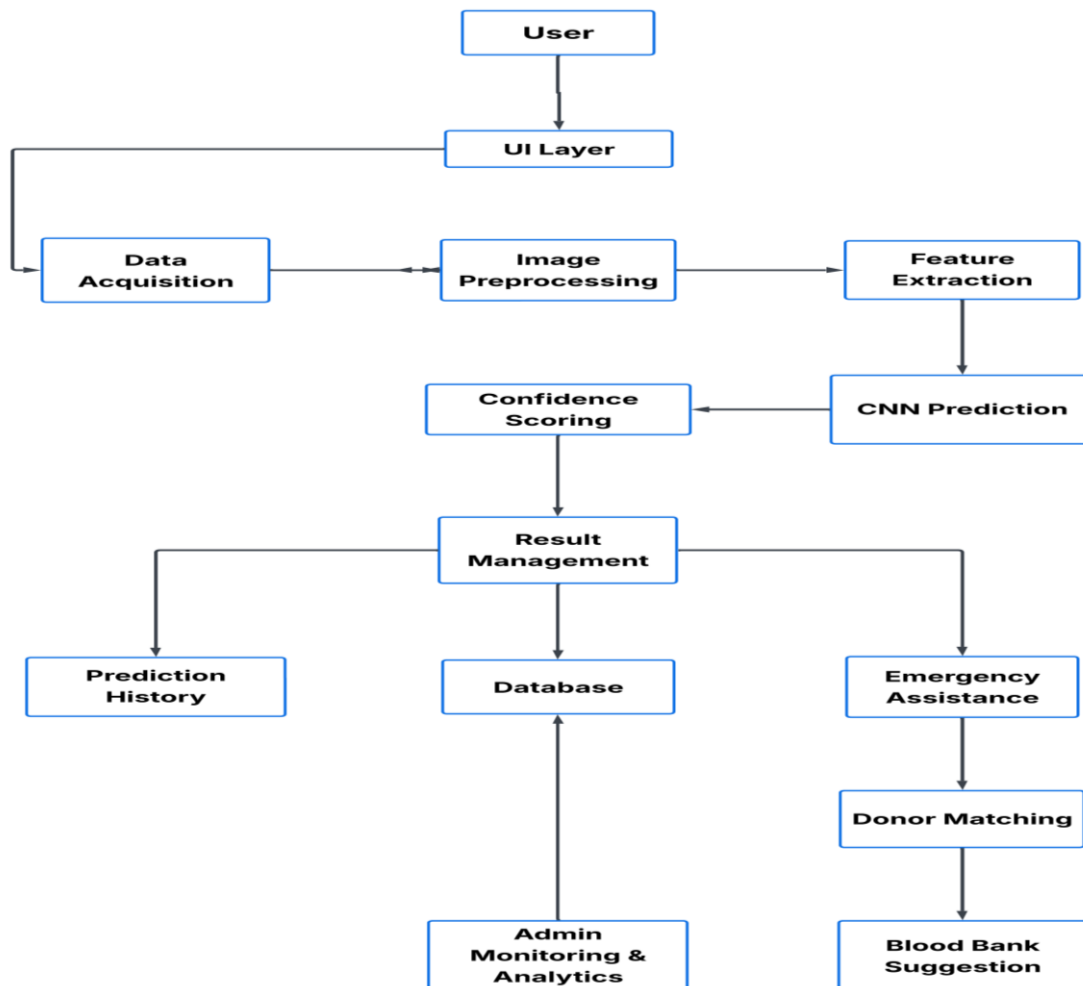 User
UI Layer
Data
Acquisition
Image
Preprocessing
Feature
Extraction
CNN Prediction
Confidence
Scoring
Result
Management
Prediction
History
Database
Emergency
Assistance
Donor Matching
Admin
Monitoring &
Analytics
Blood Bank
Suggestion